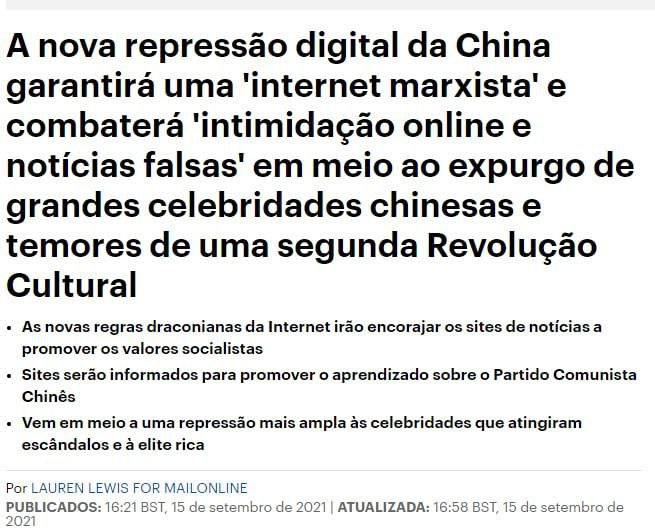 A nova repressão digital da China
garantirá uma 'internet marxista' e
combaterá 'intimidação online e
notícias falsas' em meio ao expurgo de
grandes celebridades chinesas e
temores de uma segunda Revolução
Cultural
• As novas regras draconianas da Internet irão encorajar os sites de notícias a
promover os valores socialistas
• Sites serão informados para promover o aprendizado sobre o Partido Comunista
Chinês
• Vem em meio a uma repressão mais ampla às celebridades que atingiram
escândalos e à elite rica
Por LAUREN LEWIS FOR MAILONLINE
PUBLICADOS: 16:21 BST, 15 de setembro de 2021 | ATUALIZADA: 16:58 BST, 15 de setembro de
2021